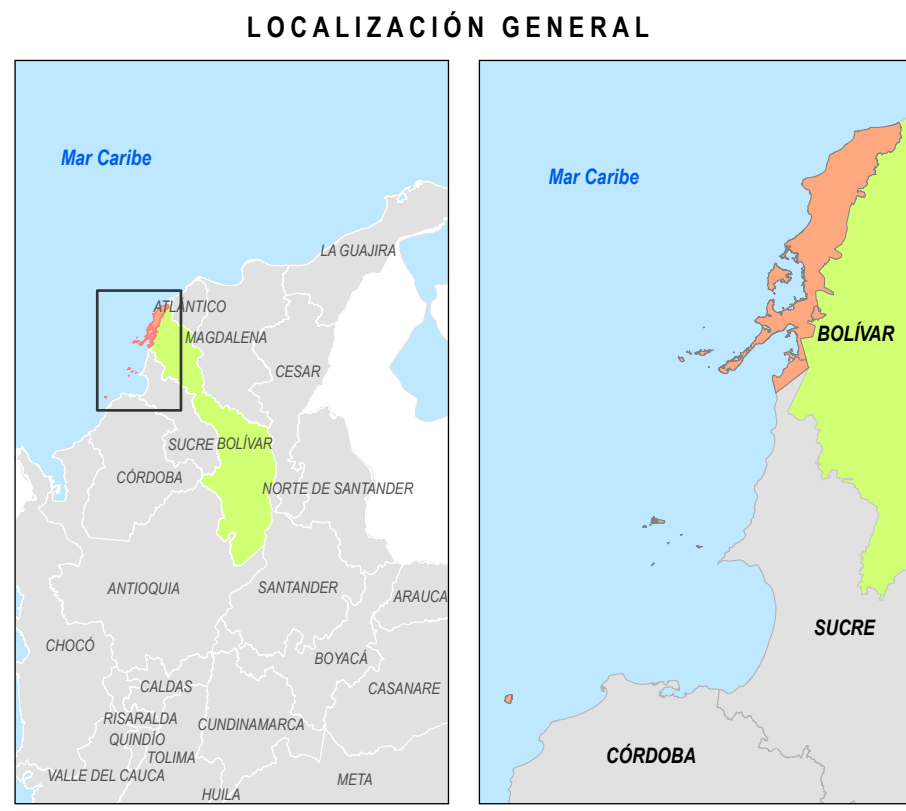 LOCALIZACIÓN GENERAL
Mar Caribe
LA GUAJIRA
ATLÁNTICO
MAGDALENA
CESAR
SUCRE
BOLÍVAR
CÓRDOBA
NORTE DE SANTANDER
ANTIOQUIA
SANTANDER
ARAUCA
CHOCÓ
BOYACÁ
CALDAS
CASANARE
RISARALDA
CUNDINAMARCA
QUINDÍO
TOLIMA
VALLE DEL CAUCA
META
HUILA
Mar Caribe
BOLÍVAR
SUCRE
CÓRDOBA